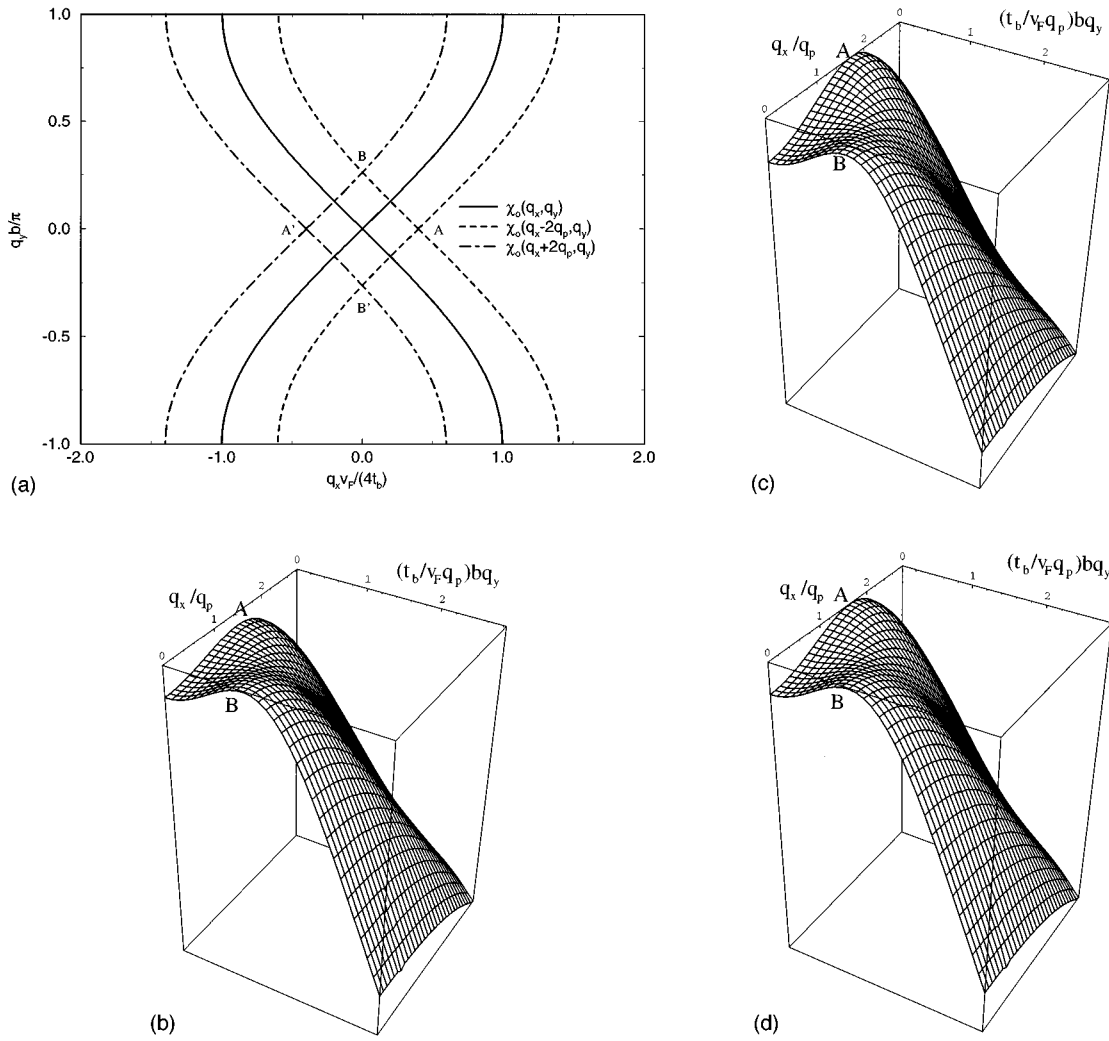 1.0
0.5
0.0
-0.5
-1.0
q_y b/π
-2.0 -1.0 0.0 1.0 2.0
q_x v_F/(4t_b)
B
A' A
B'
χ_o(q_x,q_y)
χ_o(q_x-2q_p,q_y)
χ_o(q_x+2q_p,q_y)
(a)
0
(t_b/v_F q_p)bq_y
1
2
q_x/q_p
A
2
1
0
B
(c)
0
(t_b/v_F q_p)bq_y
1
2
q_x/q_p
2
1
A
0
B
(b)
0
(t_b/v_F q_p)bq_y
1
2
q_x/q_p
A
2
1
0
B
(d)